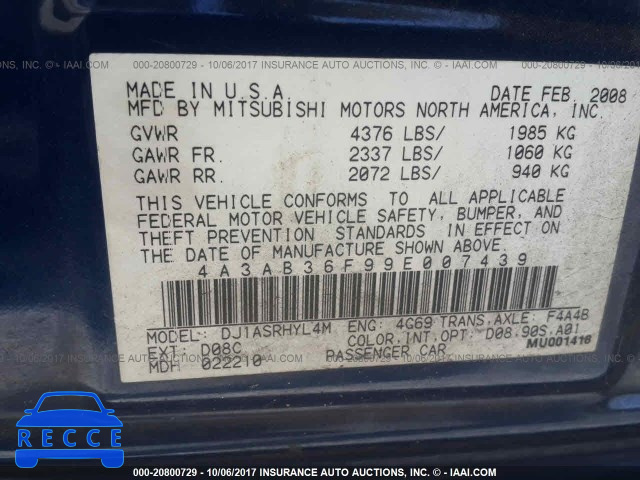 000-20800729 - 10/06/2017 INSURANCE AUTO AUCTIONS, INC. - © - IAAI.COM
MADE IN U.S.A. DATE FEB. 2008
MFD BY MITSUBISHI MOTORS NORTH AMERICA, INC.
GVWR 4376 LBS/ 1985 KG
GAWR FR. 2337 LBS/ 1060 KG
GAWR RR. 2072 LBS/ 940 KG
THIS VEHICLE CONFORMS TO ALL APPLICABLE
FEDERAL MOTOR VEHICLE SAFETY, BUMPER, AND
THEFT PREVENTION STANDARDS IN EFFECT ON
THE DATE OF MANUFACTURE SHOWN ABOVE.
4A3AB36F99E007439
MODEL: DJ1ASRHYL4M ENG: 4G69 TRANS,AXLE: F4A4B
EXT: D08C COLOR,INT,OPT: D08.90S.A01
MDH 022210 PASSENGER CAR MU001418
RECCE
000-20800729 - 10/06/2017 INSURANCE AUTO AUCTIONS, INC. - © - IAAI.COM